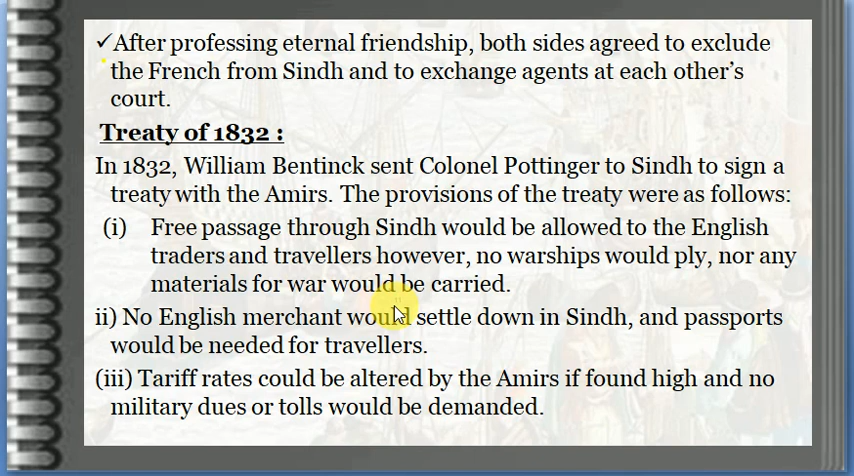 ✓After professing eternal friendship, both sides agreed to exclude
the French from Sindh and to exchange agents at each other's
court.
Treaty of 1832 :
In 1832, William Bentinck sent Colonel Pottinger to Sindh to sign a
treaty with the Amirs. The provisions of the treaty were as follows:
(i) Free passage through Sindh would be allowed to the English
traders and travellers however, no warships would ply, nor any
materials for war would be carried.
ii) No English merchant would settle down in Sindh, and passports
would be needed for travellers.
(iii) Tariff rates could be altered by the Amirs if found high and no
military dues or tolls would be demanded.